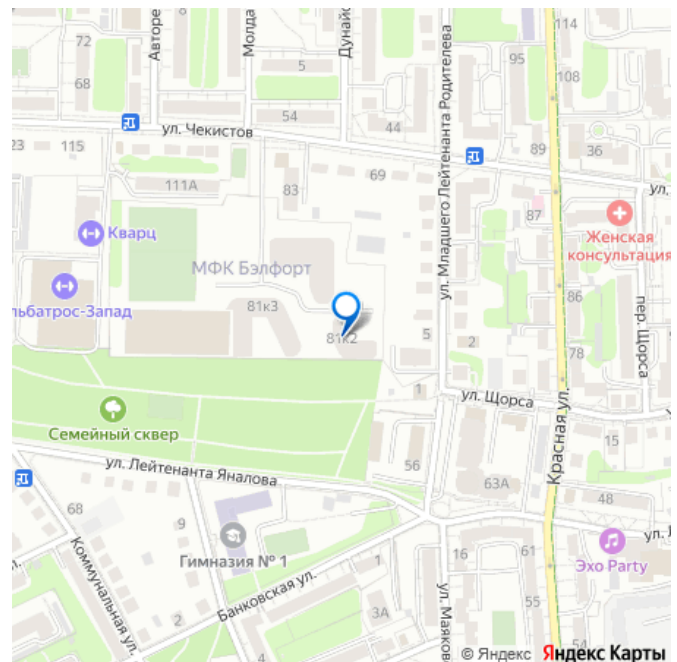 114
72
68
Авторе
Молда
5
Дунайс
95
108
ул. Младшего Лейтенанта Родителева
54
44
ул. Чекистов
23
115
111А
83
69
89
36
ул.
87
Женская
консультация
Кварц
МФК Бэлфорт
льбатрос-Запад
81к3
81к2
86
78
5
2
1
пер. Щорса
ул. Щорса
Красная ул.
15
Семейный сквер
ул. Лейтенанта Яналова
56
63А
48
68
9
Гимназия № 1
Коммунальная ул.
Банковская ул.
16
61
ул. Л
Эхо Party
2
3А
ул. Маяков
55
54
© Яндекс Яндекс Карты